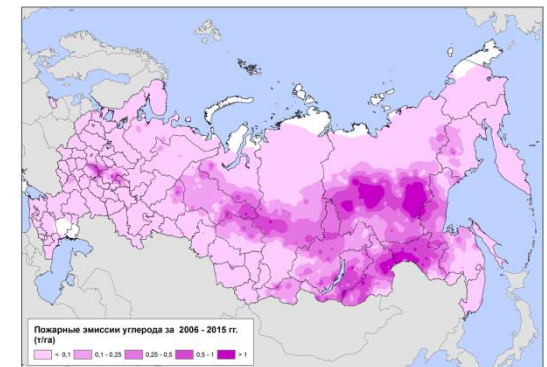 Пожарные эмиссии углерода за 2006 - 2015 гг.
(т/га)
< 0,1 0,1 - 0,25 0,25 - 0,5 0,5 - 1 > 1